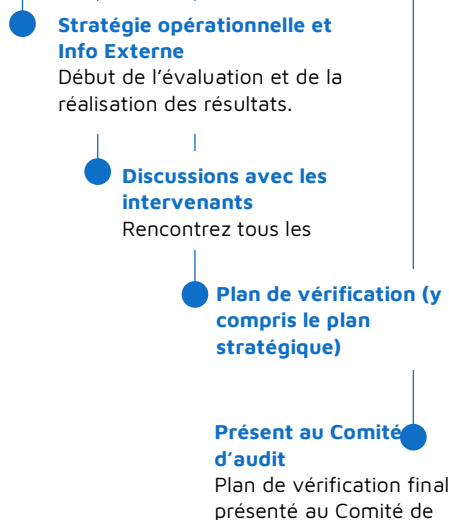 Stratégie opérationnelle et
Info Externe
Début de l’évaluation et de la
réalisation des résultats.
Discussions avec les
intervenants
Rencontrez tous les
Plan de vérification (y
compris le plan
stratégique)
Présent au Comité
d’audit
Plan de vérification final
présenté au Comité de